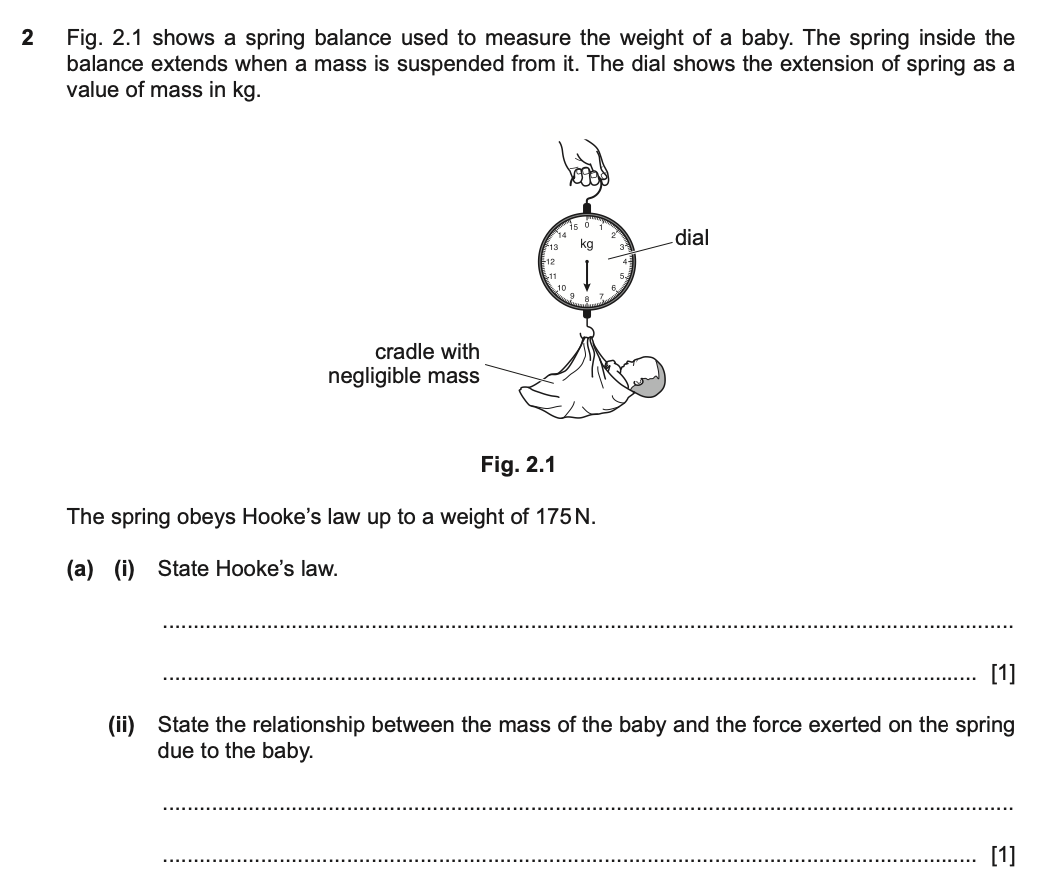 2 Fig. 2.1 shows a spring balance used to measure the weight of a baby. The spring inside the
balance extends when a mass is suspended from it. The dial shows the extension of spring as a
value of mass in kg.
15 0 1
14 2
kg
13 3
12 4
11 5
10 6
9 8 7
dial
cradle with
negligible mass
Fig. 2.1
The spring obeys Hooke’s law up to a weight of 175 N.
(a) (i) State Hooke’s law.
..........................................................................................................................................
.................................................................................................................................... [1]
(ii) State the relationship between the mass of the baby and the force exerted on the spring
due to the baby.
..........................................................................................................................................
.................................................................................................................................... [1]